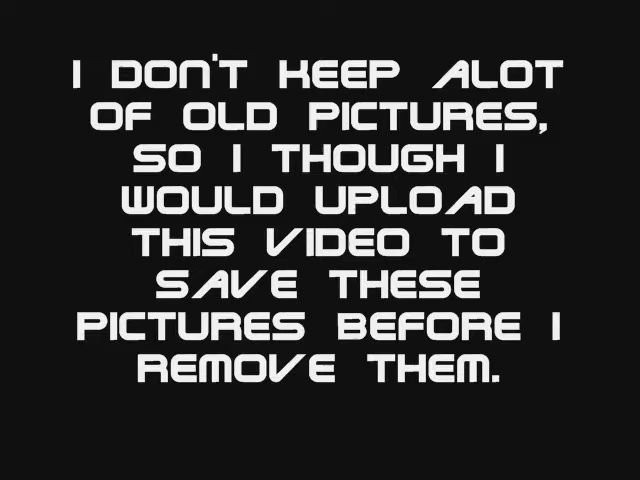 I DON'T KEEP ALOT
OF OLD PICTURES,
SO I THOUGH I
WOULD UPLOAD
THIS VIDEO TO
SAVE THESE
PICTURES BEFORE I
REMOVE THEM.